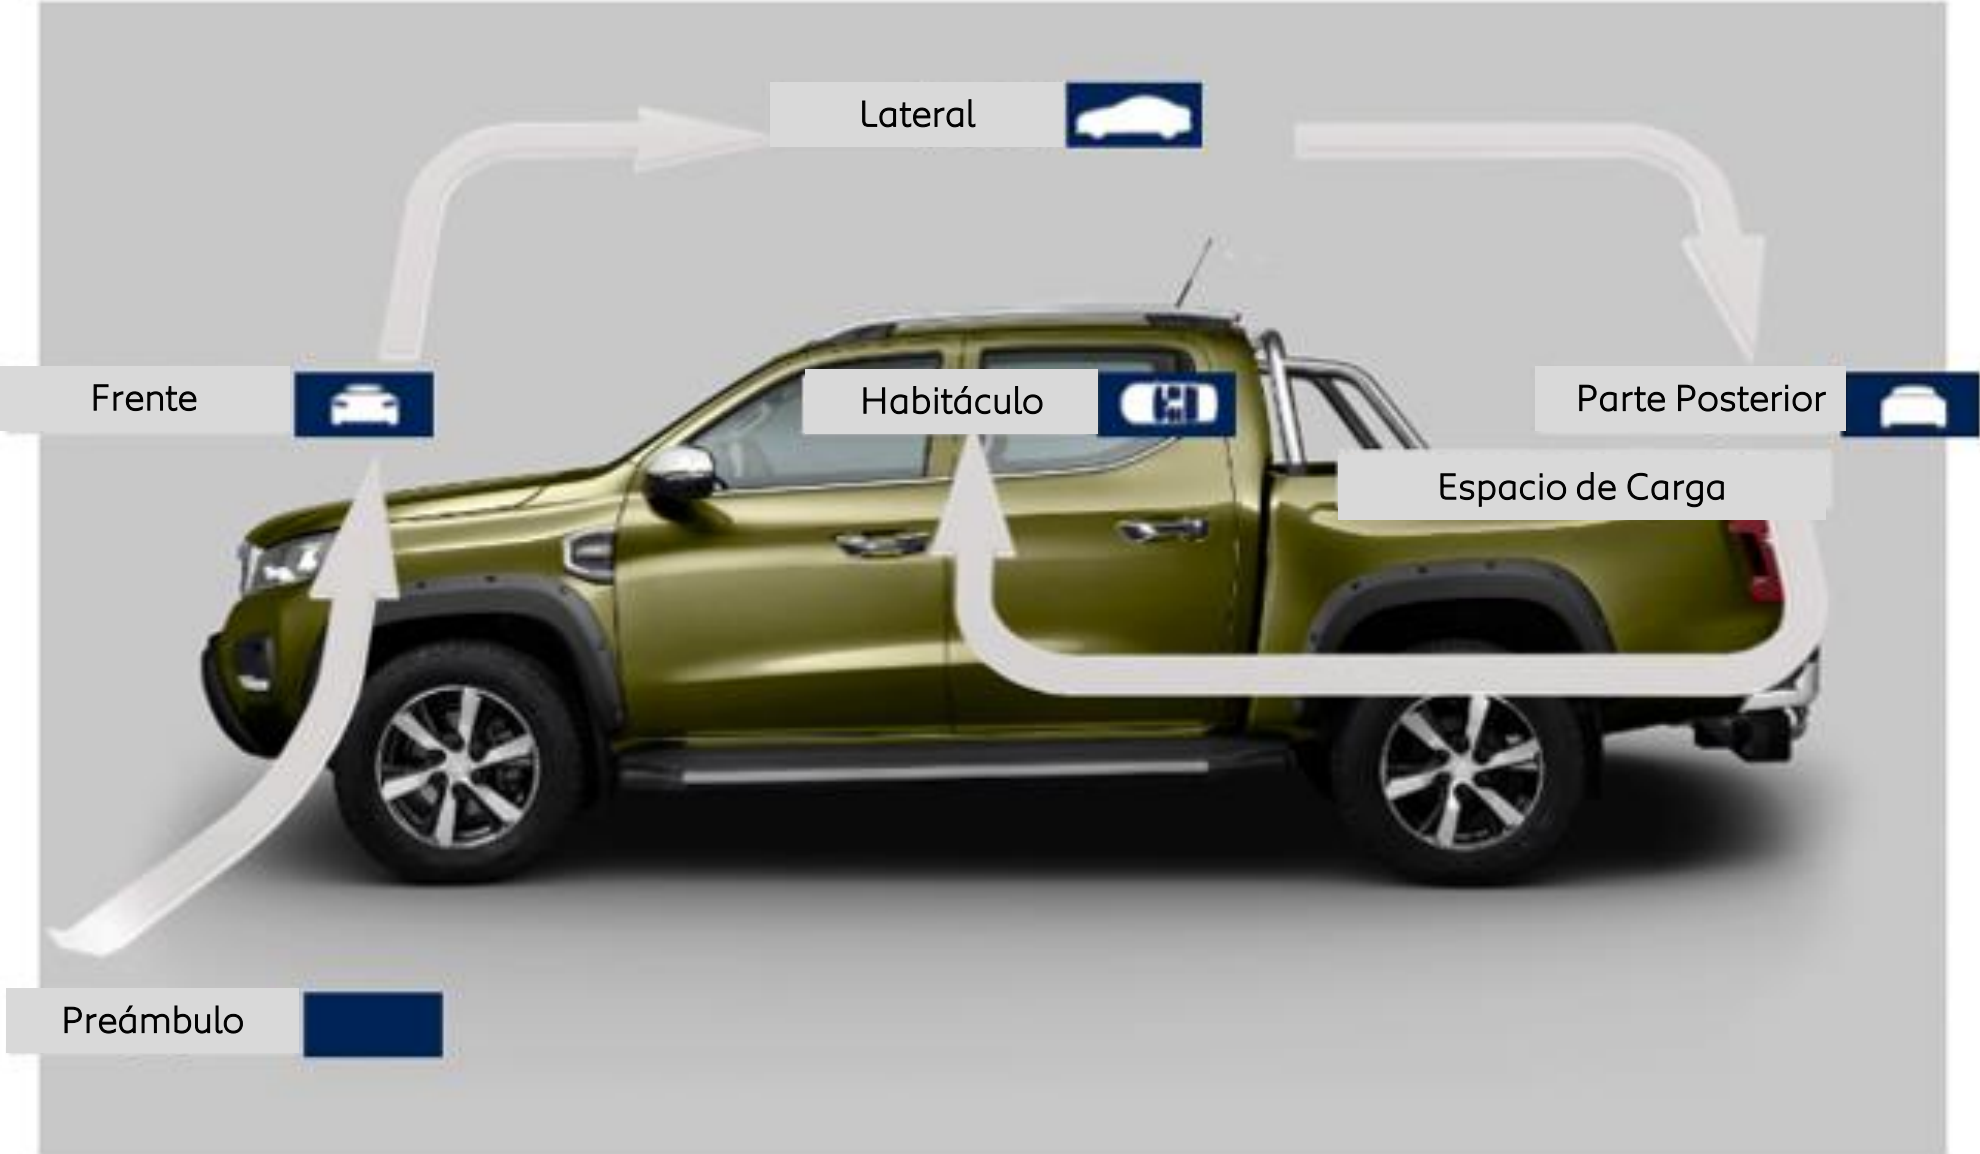 Lateral
Frente
Habitáculo
Parte Posterior
Espacio de Carga
Preámbulo